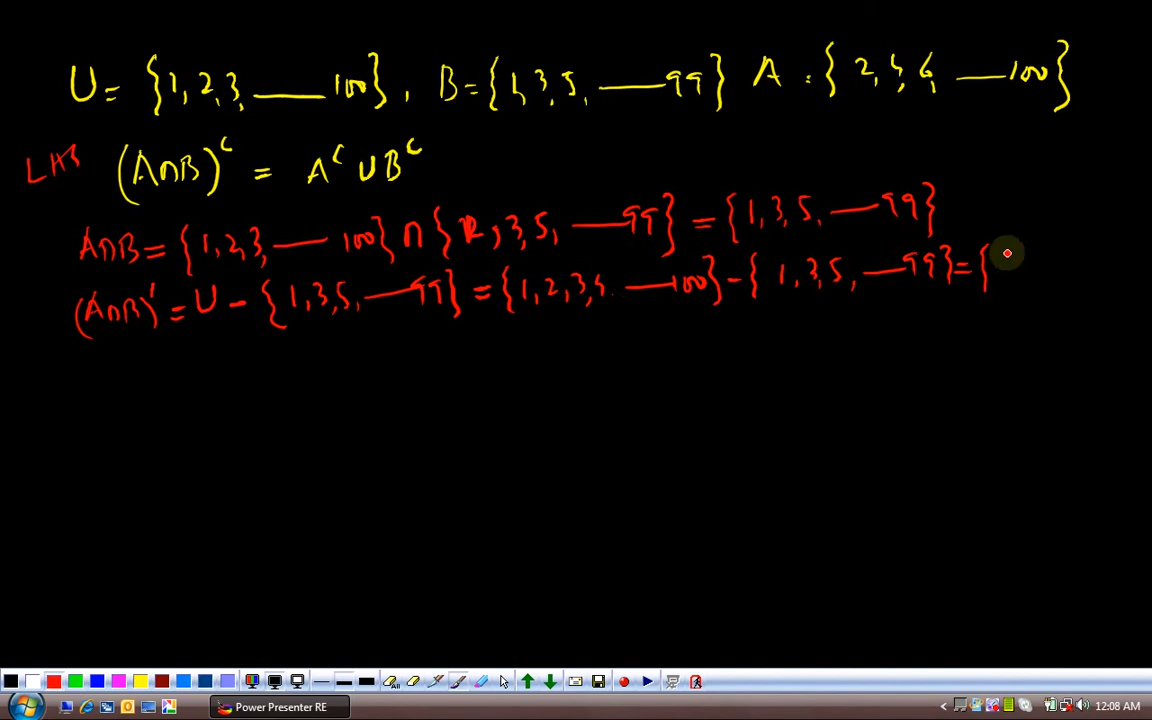 U = {1, 2, 3, —— 100}, B = {1, 3, 5, —— 99} A = {2, 4, 6, —— 100}
LHS (A∩B)ᶜ = Aᶜ ∪ Bᶜ
A∩B = {1, 2, 3, —— 100} ∩ { , 3, 5, —— 99} = {1, 3, 5, —— 99}
(A∩B)' = U - {1, 3, 5, —— 99} = {1, 2, 3, 4, —— 100} - {1, 3, 5, —— 99} = {
Power Presenter RE
12:08 AM